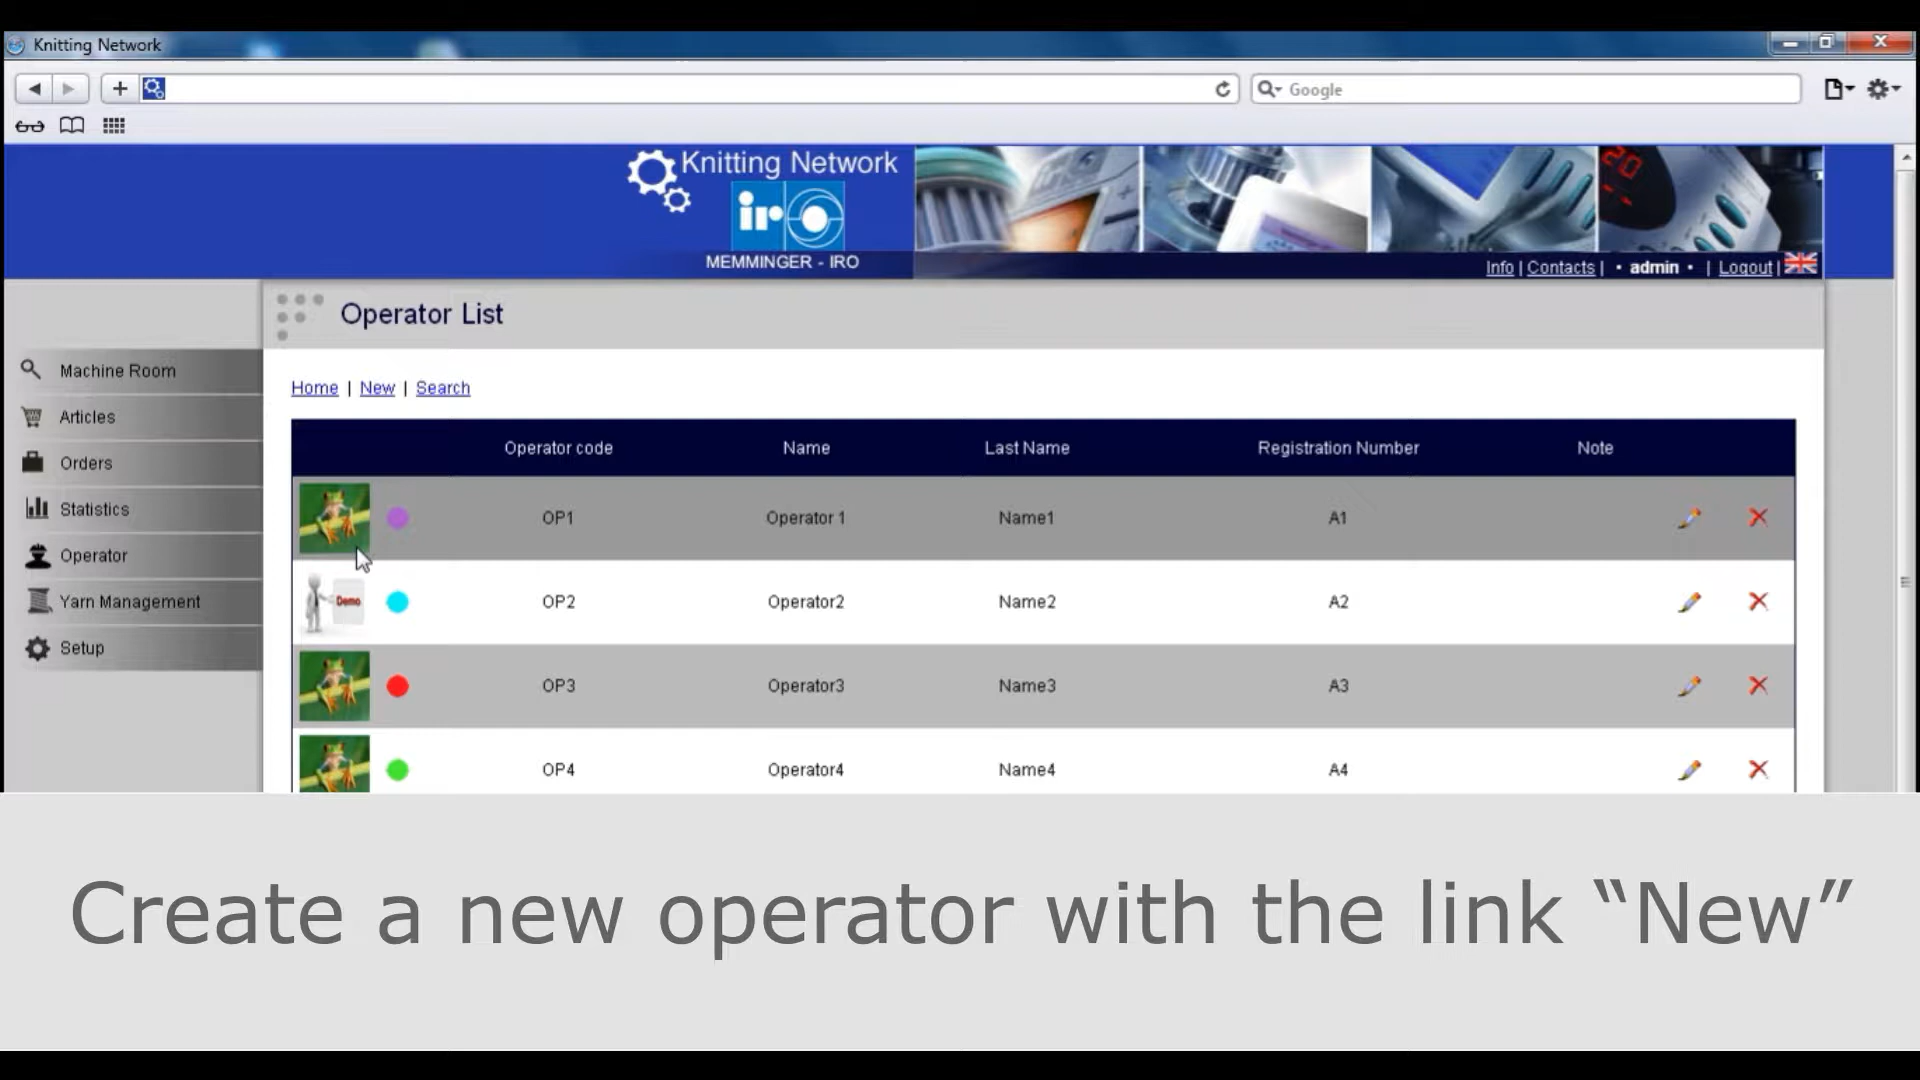 Knitting Network
Google
Knitting Network
iro
MEMMINGER - IRO
20
Info | Contacts | • admin • | Logout |
Operator List
Machine Room
Articles
Orders
Statistics
Operator
Yarn Management
Setup
Home | New | Search
Operator code Name Last Name Registration Number Note
OP1 Operator 1 Name1 A1
Demo OP2 Operator2 Name2 A2
OP3 Operator3 Name3 A3
OP4 Operator4 Name4 A4
Create a new operator with the link “New”